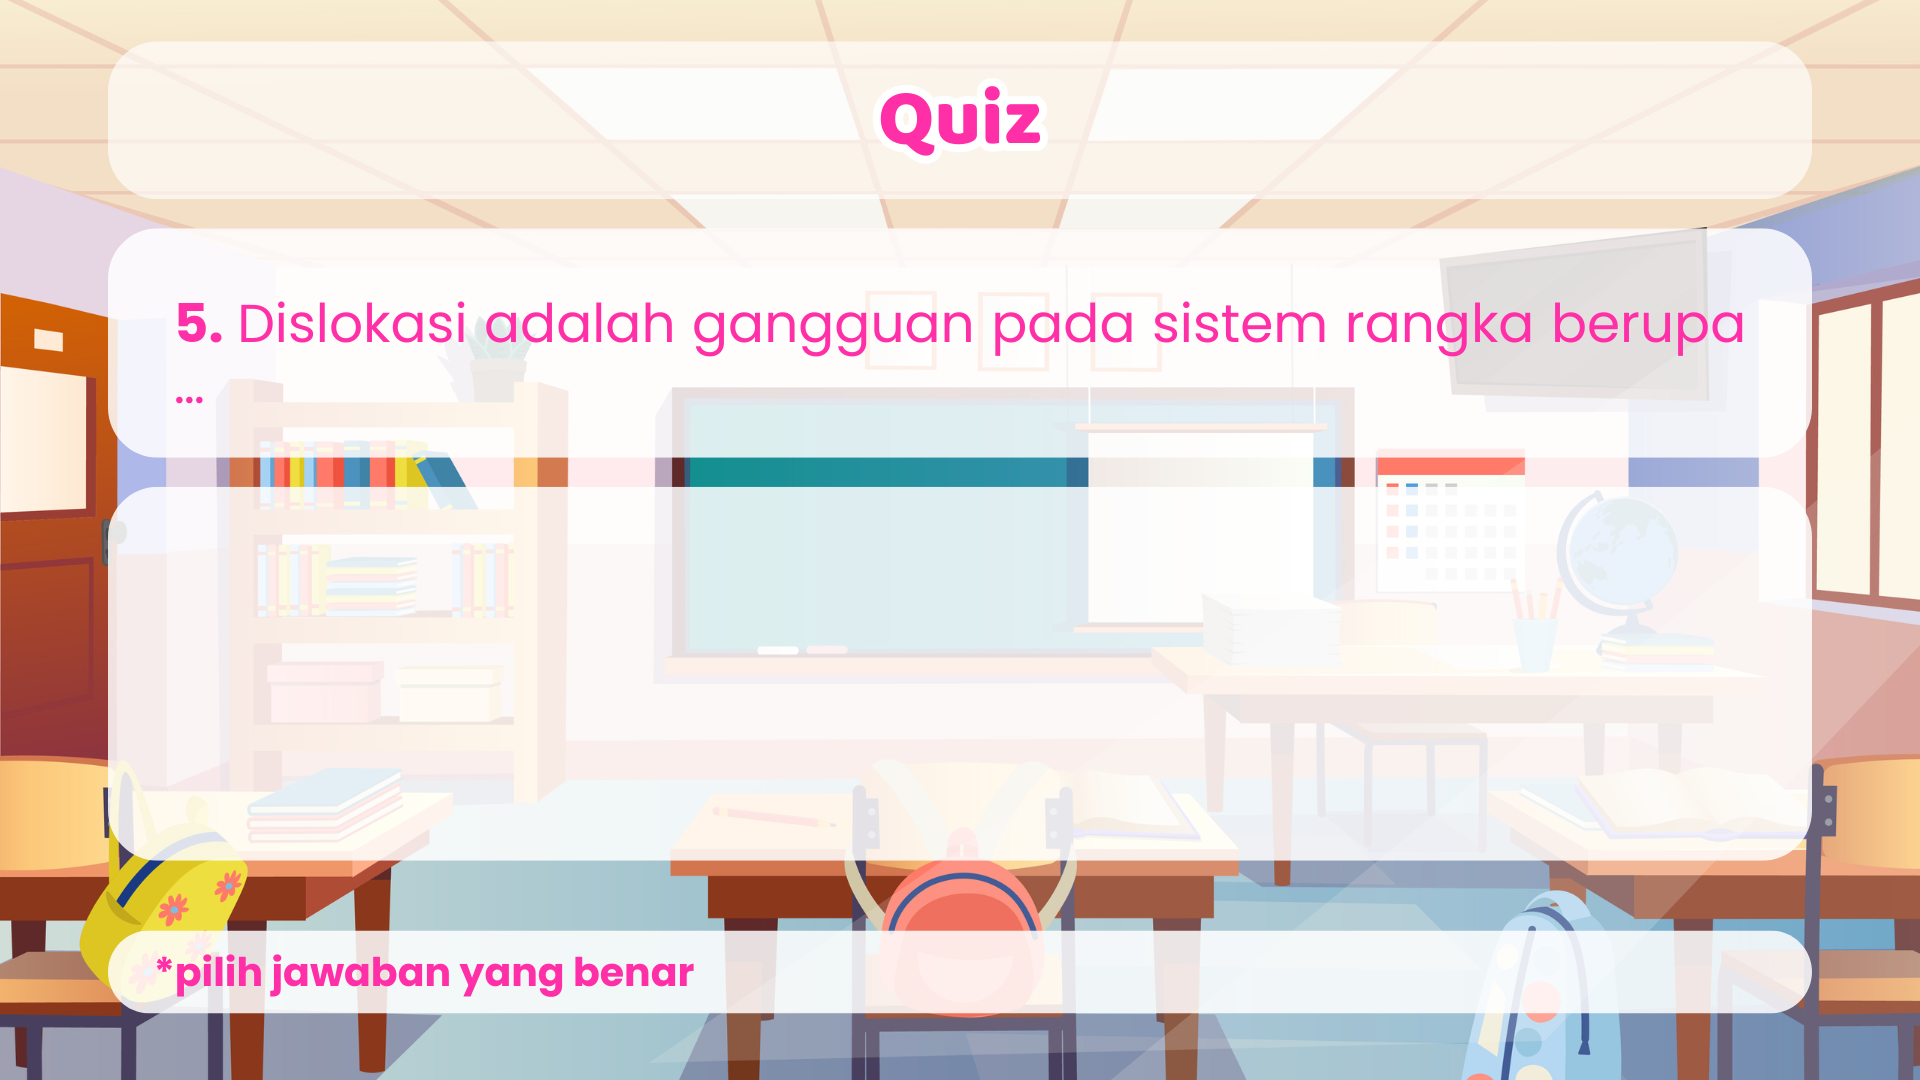 Quiz
5. Dislokasi adalah gangguan pada sistem rangka berupa
...
*pilih jawaban yang benar